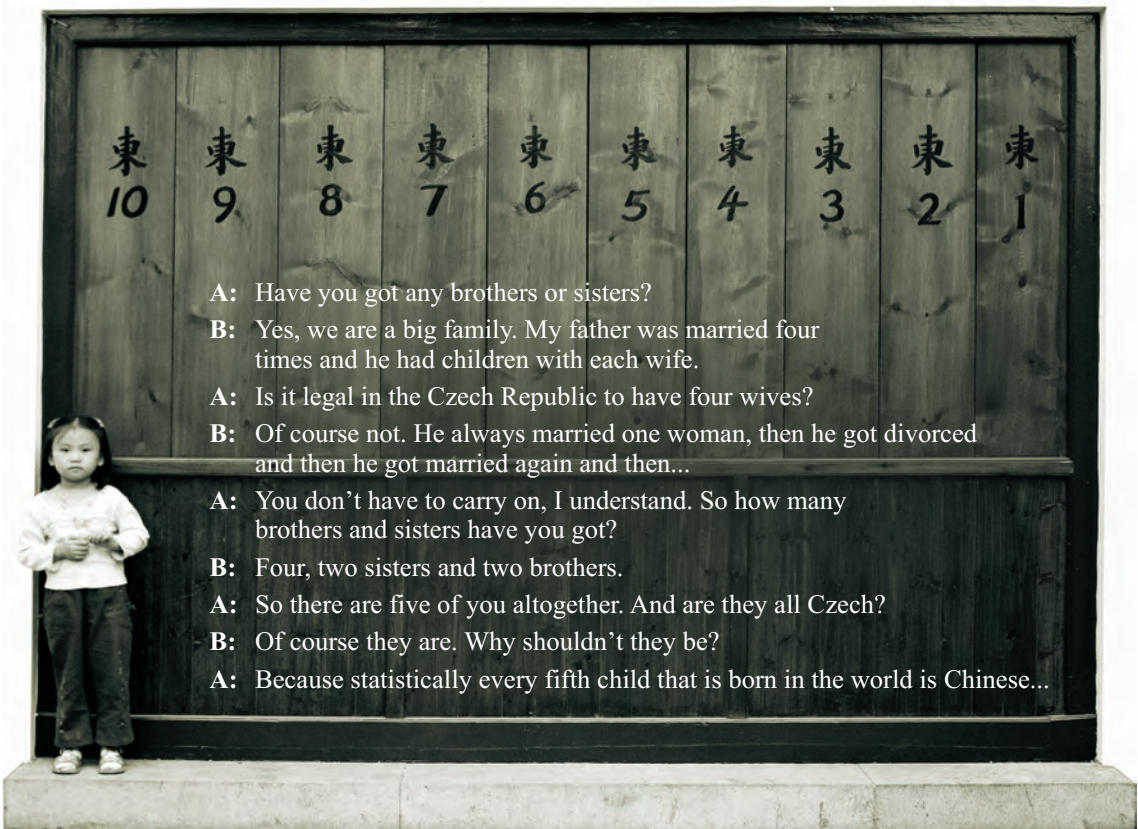 東 東 東 東 東 東 東 東 東 東
10 9 8 7 6 5 4 3 2 1
A: Have you got any brothers or sisters?
B: Yes, we are a big family. My father was married four
times and he had children with each wife.
A: Is it legal in the Czech Republic to have four wives?
B: Of course not. He always married one woman, then he got divorced
and then he got married again and then...
A: You don’t have to carry on, I understand. So how many
brothers and sisters have you got?
B: Four, two sisters and two brothers.
A: So there are five of you altogether. And are they all Czech?
B: Of course they are. Why shouldn’t they be?
A: Because statistically every fifth child that is born in the world is Chinese...